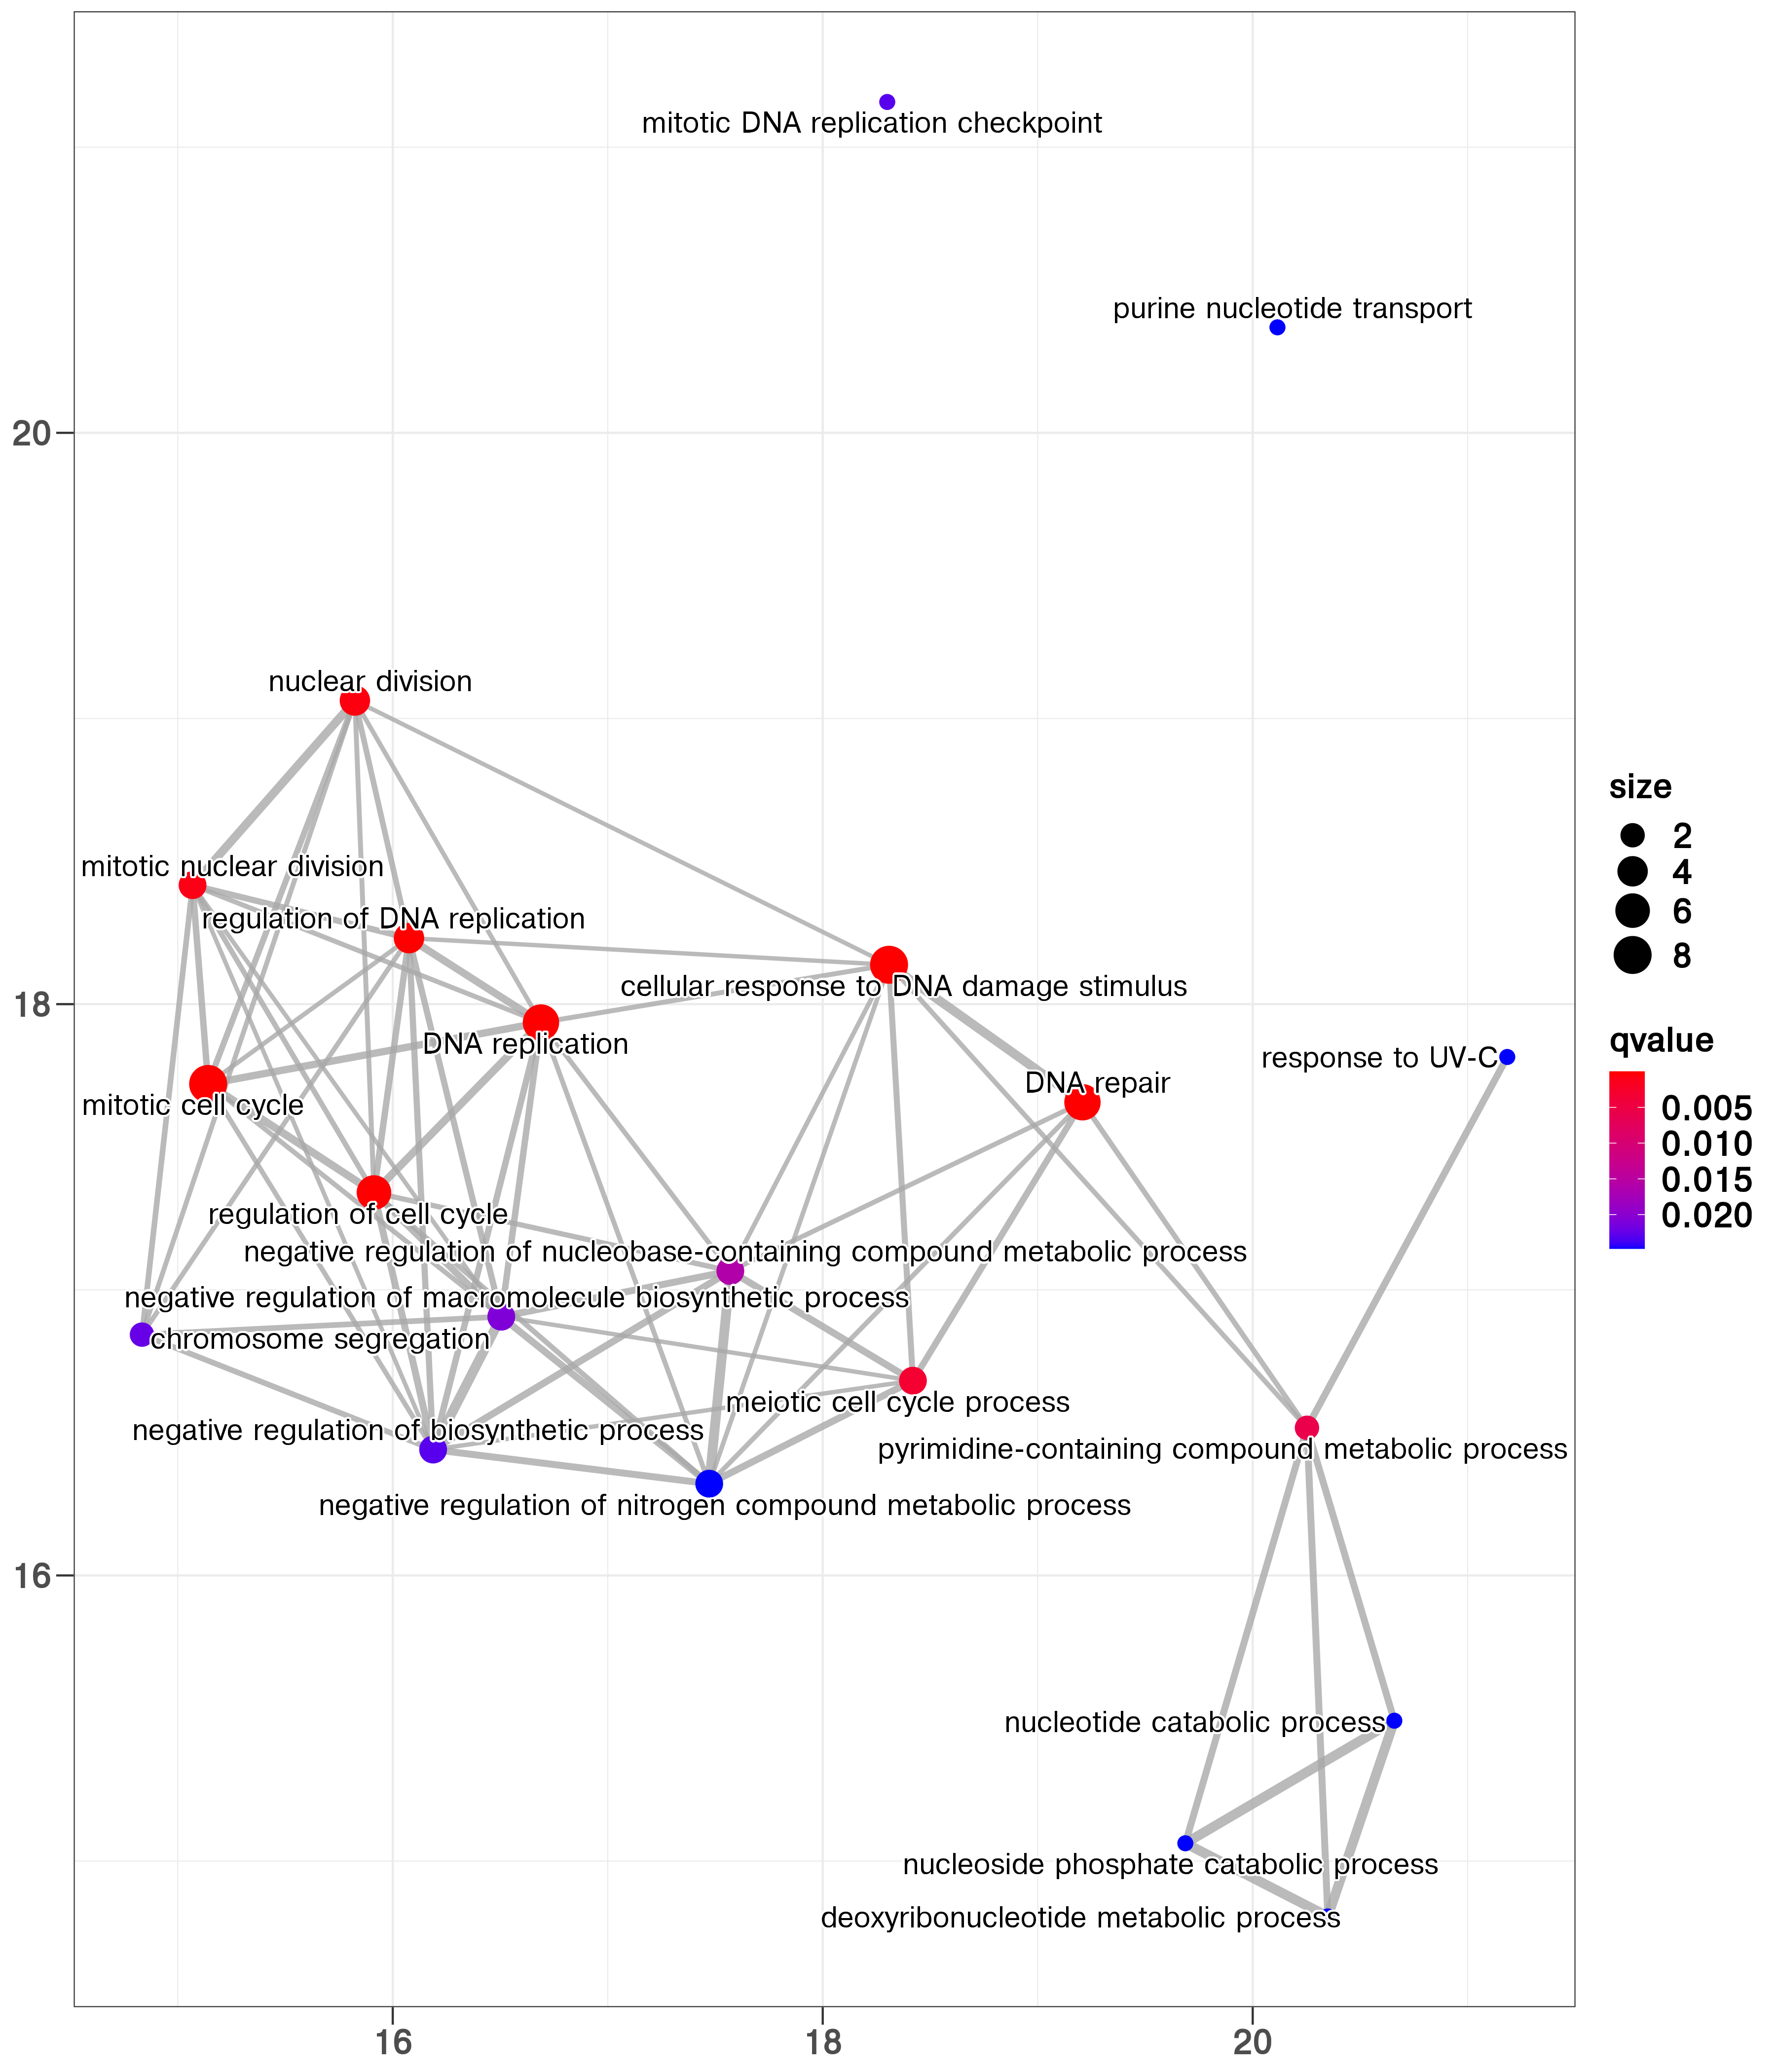 mitotic DNA replication checkpoint
purine nucleotide transport
20
nuclear division
mitotic nuclear division
regulation of DNA replication
cellular response to DNA damage stimulus
18
DNA replication
response to UV-C
DNA repair
mitotic cell cycle
regulation of cell cycle
negative regulation of nucleobase-containing compound metabolic process
negative regulation of macromolecule biosynthetic process
chromosome segregation
meiotic cell cycle process
negative regulation of biosynthetic process
pyrimidine-containing compound metabolic process
negative regulation of nitrogen compound metabolic process
16
nucleotide catabolic process
nucleoside phosphate catabolic process
deoxyribonucleotide metabolic process
16
18
20
size
2
4
6
8
qvalue
0.005
0.010
0.015
0.020